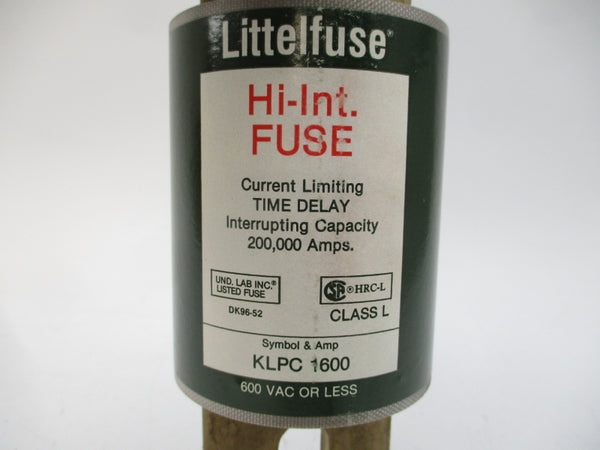 Littelfuse®
Hi-Int.
FUSE
Current Limiting
TIME DELAY
Interrupting Capacity
200,000 Amps.
UND. LAB INC.®
LISTED FUSE
DK96-52
SA ® HRC-L
CLASS L
Symbol & Amp
KLPC 1600
600 VAC OR LESS